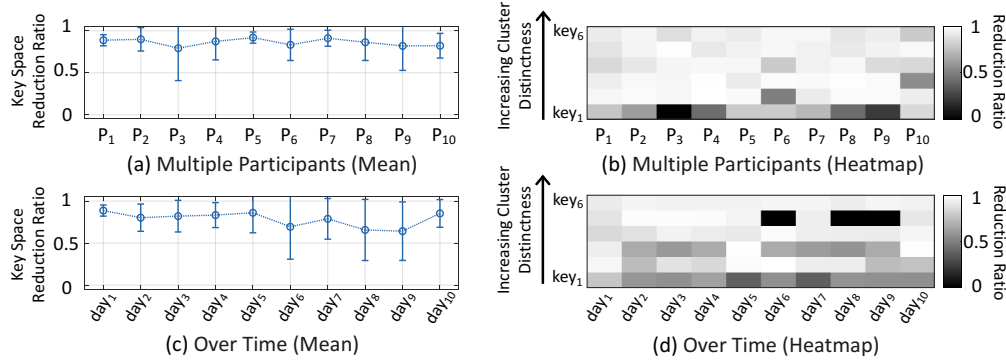 Key Space
Reduction Ratio
1
0.5
0
P1 P2 P3 P4 P5 P6 P7 P8 P9 P10
(a) Multiple Participants (Mean)
Increasing Cluster
Distinctness
key6
key1
P1 P2 P3 P4 P5 P6 P7 P8 P9 P10
(b) Multiple Participants (Heatmap)
1
0.5
0
Reduction Ratio
Key Space
Reduction Ratio
1
0.5
0
day1 day2 day3 day4 day5 day6 day7 day8 day9 day10
(c) Over Time (Mean)
Increasing Cluster
Distinctness
key6
key1
day1 day2 day3 day4 day5 day6 day7 day8 day9 day10
(d) Over Time (Heatmap)
1
0.5
0
Reduction Ratio